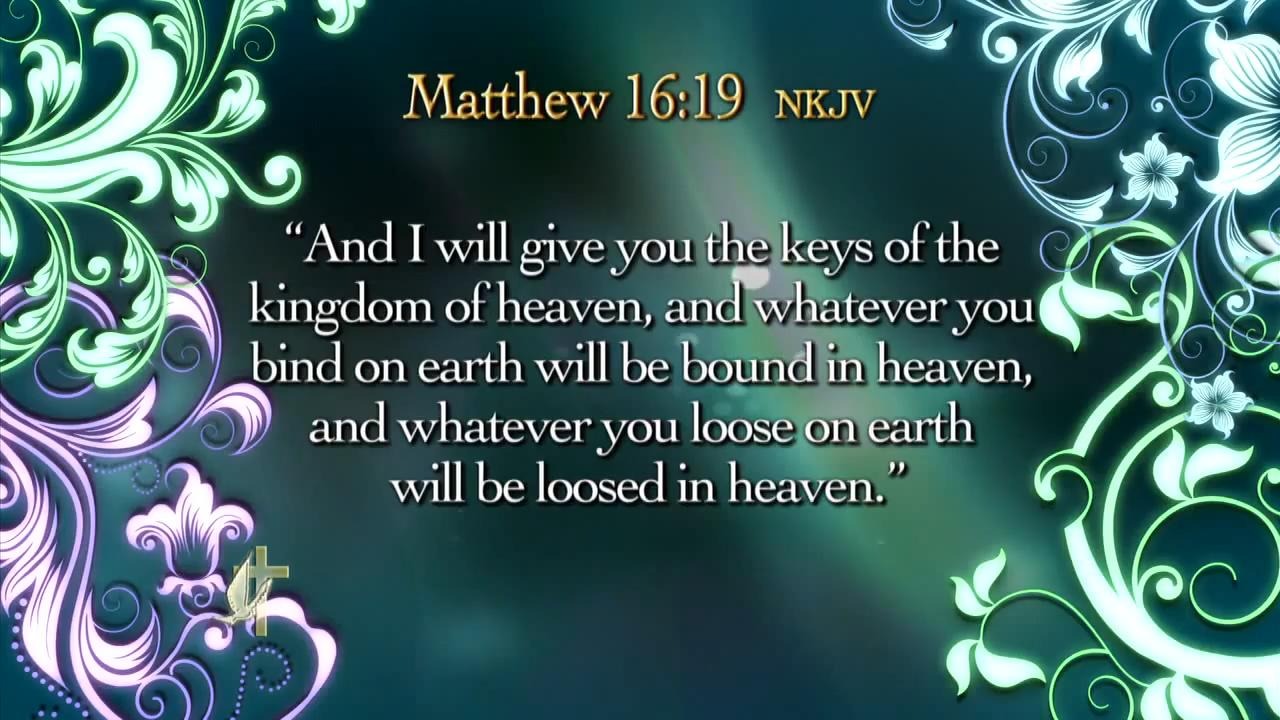 Matthew 16:19 NKJV
“And I will give you the keys of the
kingdom of heaven, and whatever you
bind on earth will be bound in heaven,
and whatever you loose on earth
will be loosed in heaven.”